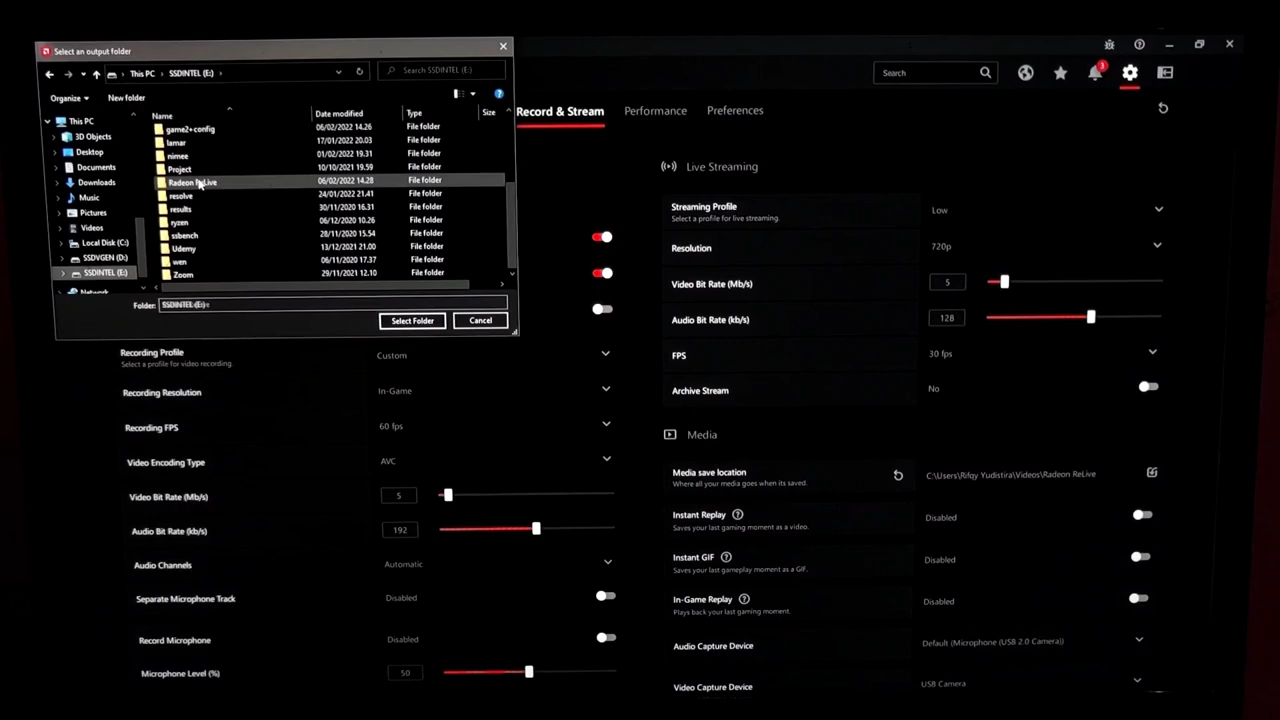 Select an output folder
This PC > SSDINTEL (E:) >
Search SSDINTEL (E:)
Organize
New folder
Name Date modified Type Size
This PC
3D Objects
Desktop
Documents
Downloads
Music
Pictures
Videos
Local Disk (C:)
SSDVGEN (D:)
SSDINTEL (E:)
Network
game2+config 06/02/2022 14.26 File folder
lamar 17/01/2022 20.03 File folder
nimee 01/02/2022 19.31 File folder
Project 10/10/2021 19.59 File folder
Radeon ReLive 06/02/2022 14.28 File folder
resolve 24/01/2022 21.41 File folder
results 30/11/2020 16.31 File folder
ryzen 06/12/2020 10.26 File folder
ssbench 28/11/2020 15.54 File folder
Udemy 13/12/2021 21.00 File folder
wen 06/11/2020 17.37 File folder
Zoom 29/11/2021 12.10 File folder
Folder: SSDINTEL (E:)
Select Folder Cancel
Search
3
Record & Stream Performance Preferences
Recording Profile
Select a profile for video recording.
Custom
Recording Resolution In-Game
Recording FPS 60 fps
Video Encoding Type AVC
Video Bit Rate (Mb/s) 5
Audio Bit Rate (kb/s) 192
Audio Channels Automatic
Separate Microphone Track Disabled
Record Microphone Disabled
Microphone Level (%) 50
Live Streaming
Streaming Profile
Select a profile for live streaming.
Low
Resolution 720p
Video Bit Rate (Mb/s) 5
Audio Bit Rate (kb/s) 128
FPS 30 fps
Archive Stream No
Media
Media save location
Where all your media goes when its saved.
C:\Users\Rifqy Yudistira\Videos\Radeon ReLive
Instant Replay ?
Saves your last gaming moment as a video.
Disabled
Instant GIF ?
Saves your last gameplay moment as a GIF.
Disabled
In-Game Replay ?
Plays back your last gaming moment.
Disabled
Audio Capture Device Default (Microphone (USB 2.0 Camera))
Video Capture Device USB Camera